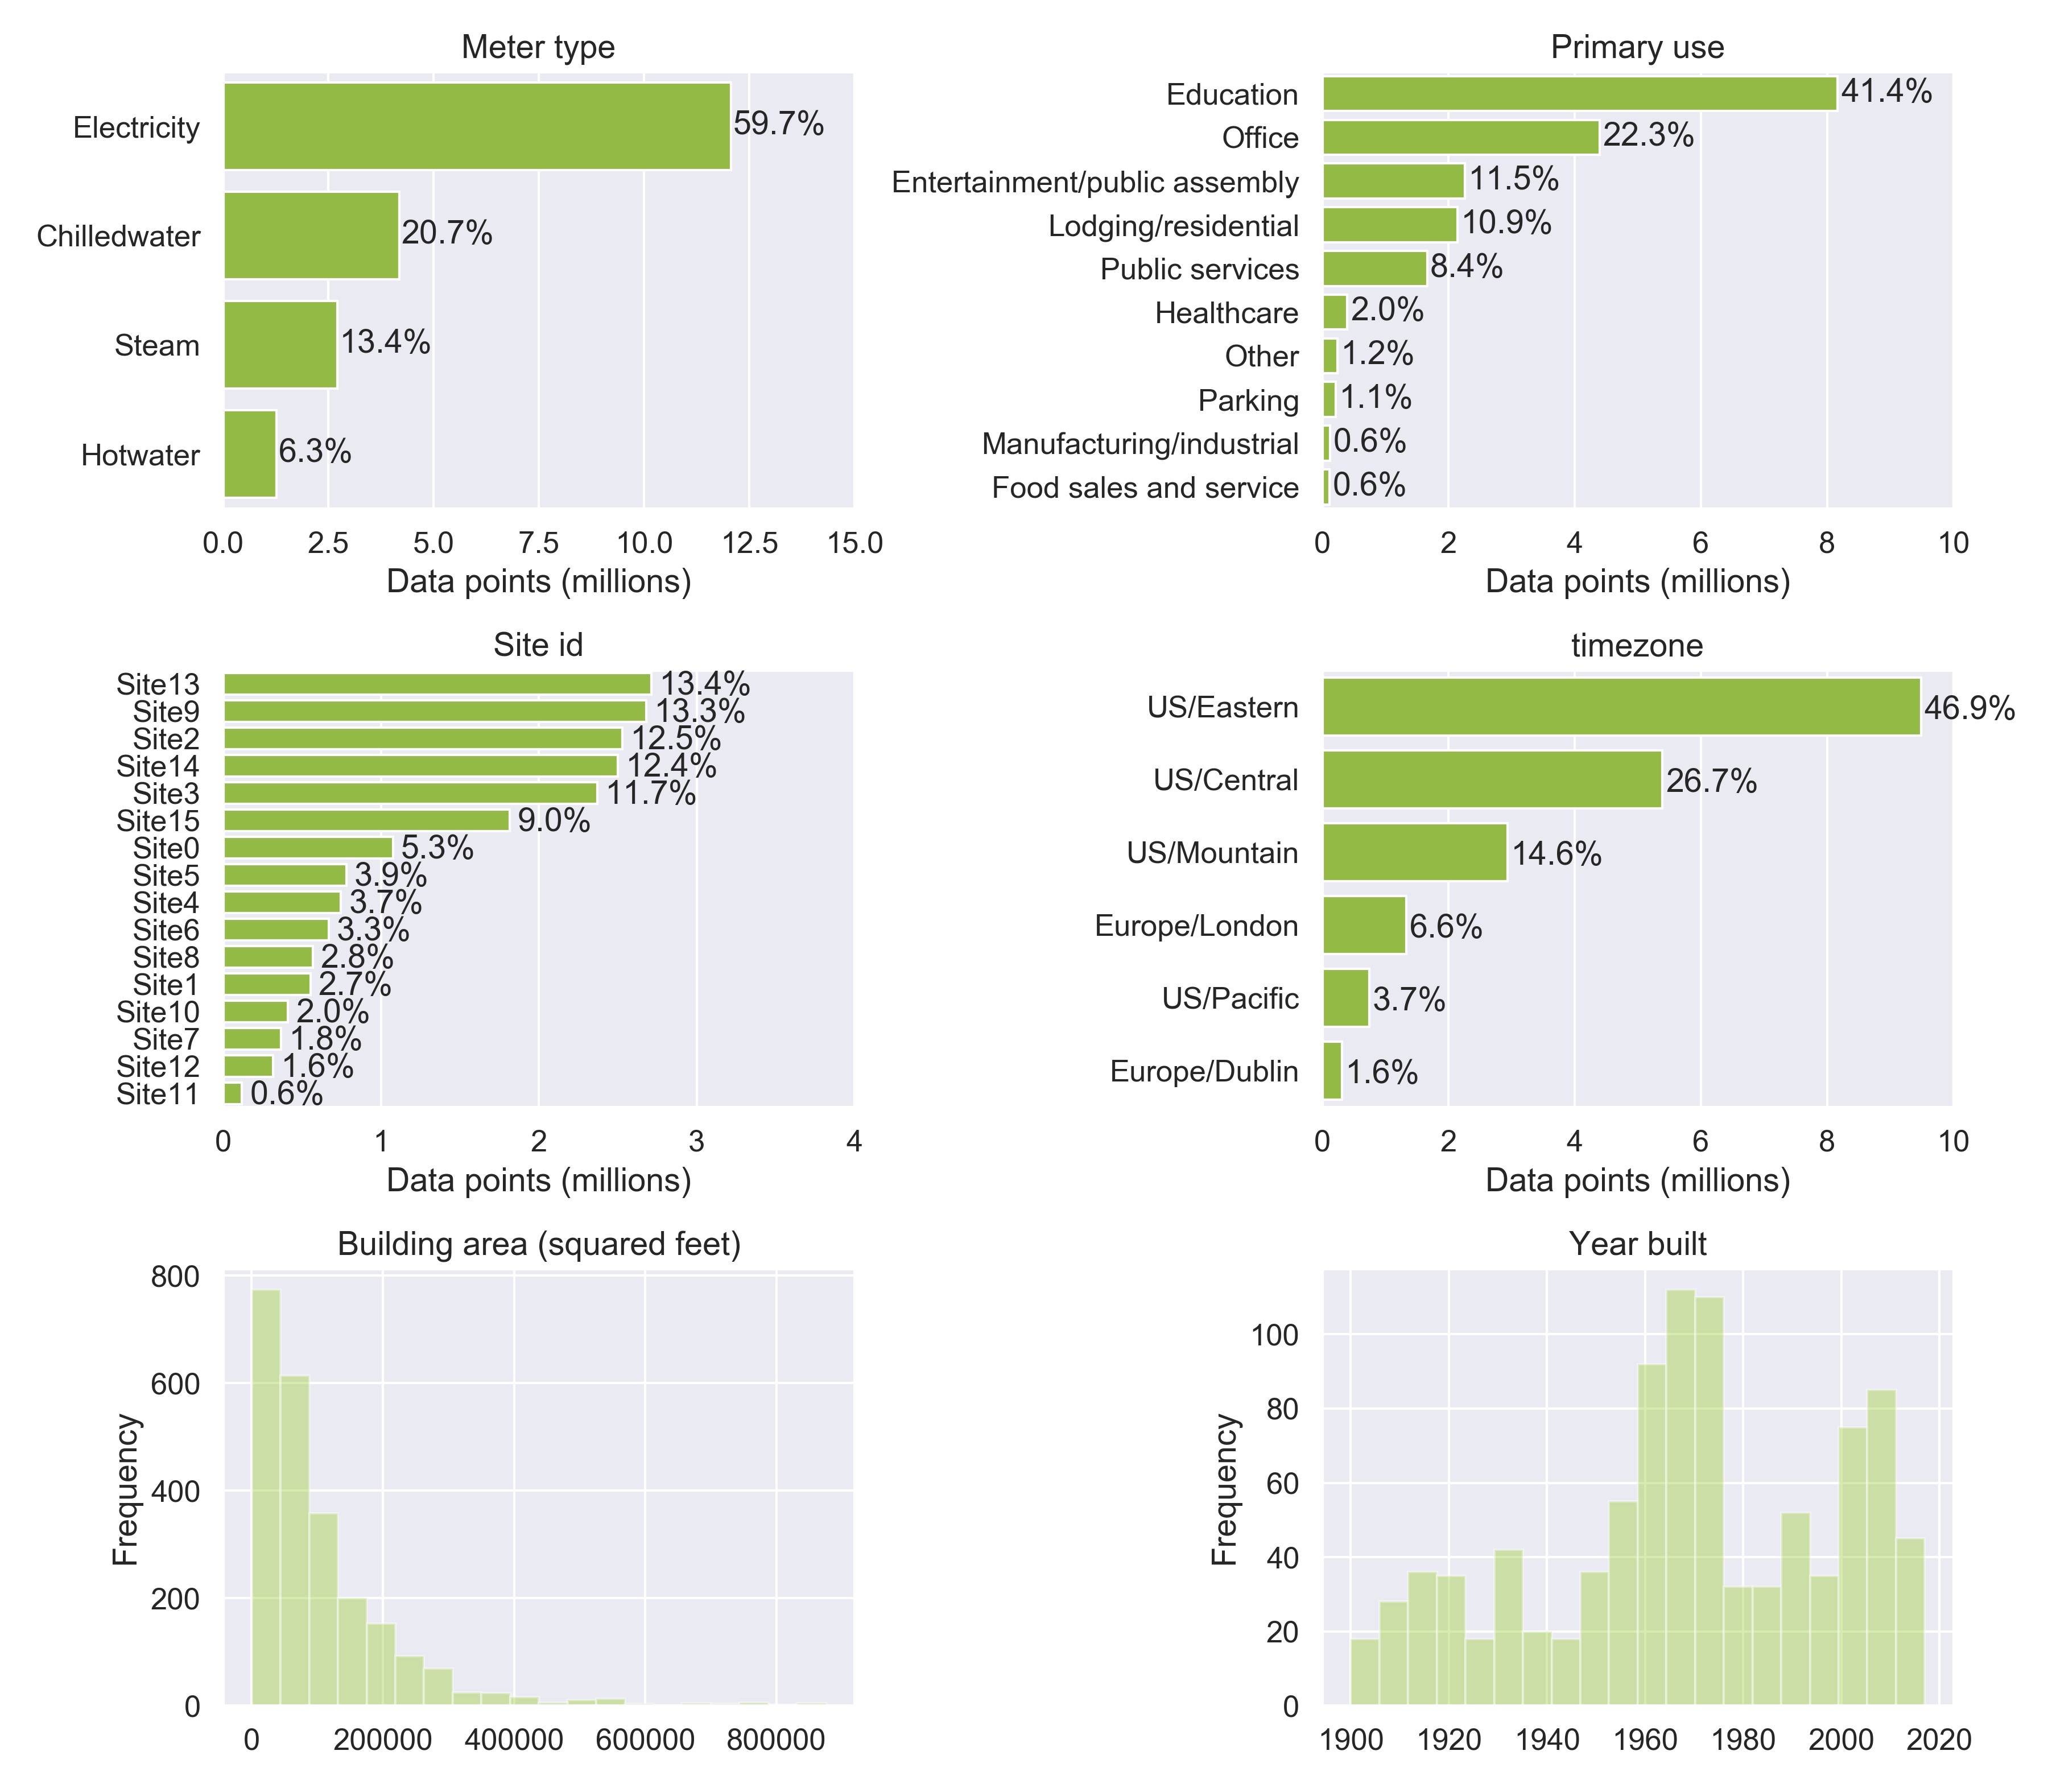 Meter type
Electricity 59.7%
Chilledwater 20.7%
Steam 13.4%
Hotwater 6.3%
0.0 2.5 5.0 7.5 10.0 12.5 15.0
Data points (millions)
Primary use
Education 41.4%
Office 22.3%
Entertainment/public assembly 11.5%
Lodging/residential 10.9%
Public services 8.4%
Healthcare 2.0%
Other 1.2%
Parking 1.1%
Manufacturing/industrial 0.6%
Food sales and service 0.6%
0 2 4 6 8 10
Data points (millions)
Site id
Site13 13.4%
Site9 13.3%
Site2 12.5%
Site14 12.4%
Site3 11.7%
Site15 9.0%
Site0 5.3%
Site5 3.9%
Site4 3.7%
Site6 3.3%
Site8 2.8%
Site1 2.7%
Site10 2.0%
Site7 1.8%
Site12 1.6%
Site11 0.6%
0 1 2 3 4
Data points (millions)
timezone
US/Eastern 46.9%
US/Central 26.7%
US/Mountain 14.6%
Europe/London 6.6%
US/Pacific 3.7%
Europe/Dublin 1.6%
0 2 4 6 8 10
Data points (millions)
Building area (squared feet)
Frequency
800
600
400
200
0
0 200000 400000 600000 800000
Year built
Frequency
100
80
60
40
20
0
1900 1920 1940 1960 1980 2000 2020